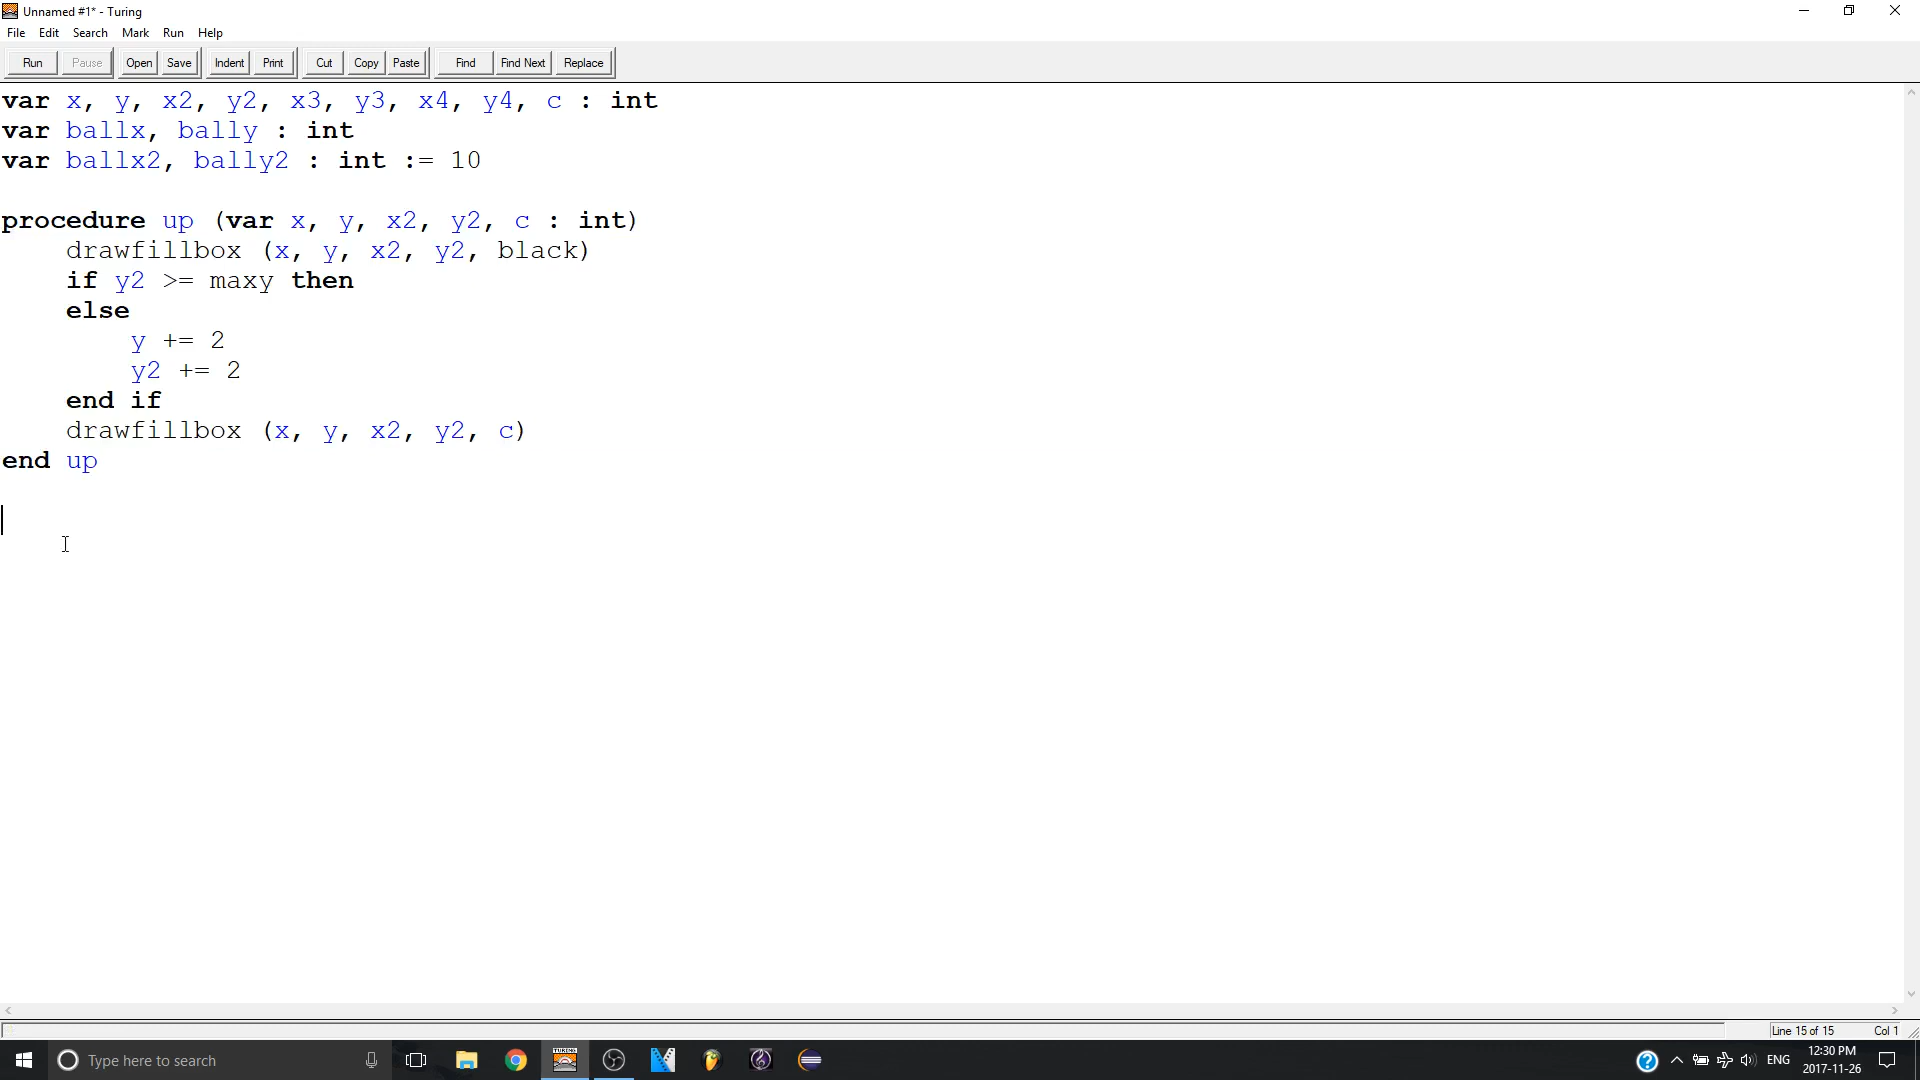 Unnamed #1* - Turing
File Edit Search Mark Run Help
Run Pause Open Save Indent Print Cut Copy Paste Find Find Next Replace
var x, y, x2, y2, x3, y3, x4, y4, c : int
var ballx, bally : int
var ballx2, bally2 : int := 10
procedure up (var x, y, x2, y2, c : int)
drawfillbox (x, y, x2, y2, black)
if y2 >= maxy then
else
y += 2
y2 += 2
end if
drawfillbox (x, y, x2, y2, c)
end up
Line 15 of 15 Col 1
Type here to search
TURING
ENG
12:30 PM
2017-11-26